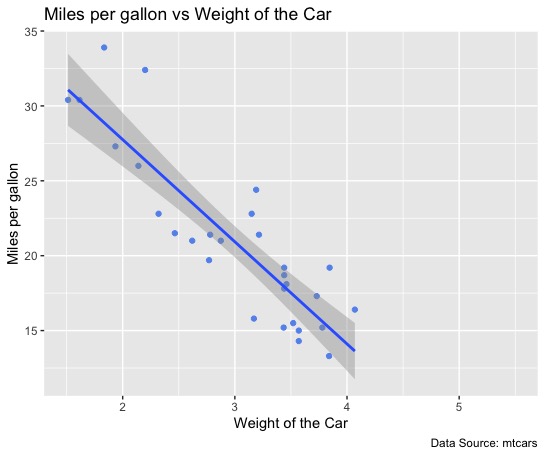 Miles per gallon vs Weight of the Car
35
30
25
20
15
Miles per gallon
2 3 4 5
Weight of the Car
Data Source: mtcars